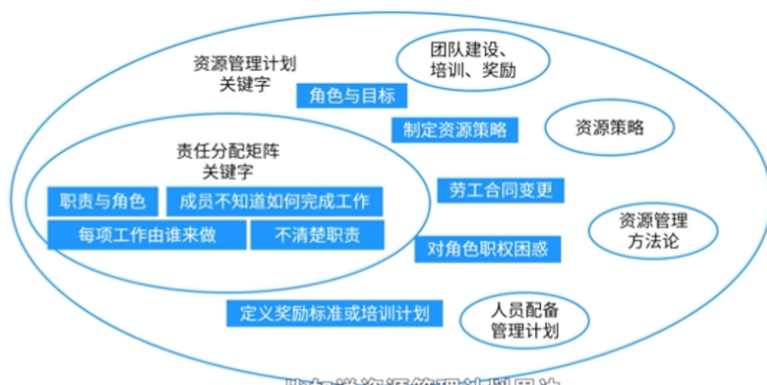 资源管理计划
关键字
团队建设、
培训、奖励
角色与目标
制定资源策略
资源策略
责任分配矩阵
关键字
职责与角色
成员不知道如何完成工作
每项工作由谁来做
不清楚职责
劳工合同变更
对角色职权困惑
资源管理
方法论
定义奖励标准或培训计划
人员配备
管理计划